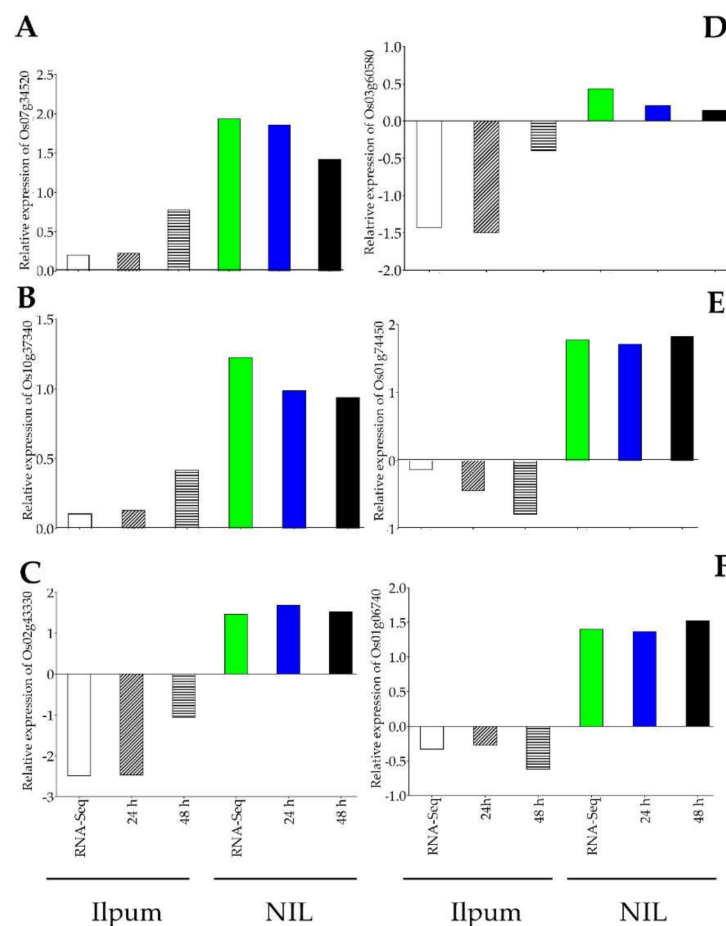 A
Relative expression of Os07g34520
2.5
2.0
1.5
1.0
0.5
0.0
D
Relatrive expression of Os03g60580
1.0
0.5
0.0
-0.5
-1.0
-1.5
-2.0
B
Relative expression of Os10g37340
1.5
1.0
0.5
0.0
E
Relative expression of Os01g74450
2
1
0
-1
C
Relative expression of Os02g43330
2
1
0
-1
-2
-3
RNA-Seq
24 h
48 h
RNA-Seq
24 h
48 h
Ilpum
NIL
F
Relative expression of Os01g06740
2.0
1.5
1.0
0.5
0.0
-0.5
-1.0
RNA-Seq
24h
48 h
RNA-Seq
24 h
48 h
Ilpum
NIL